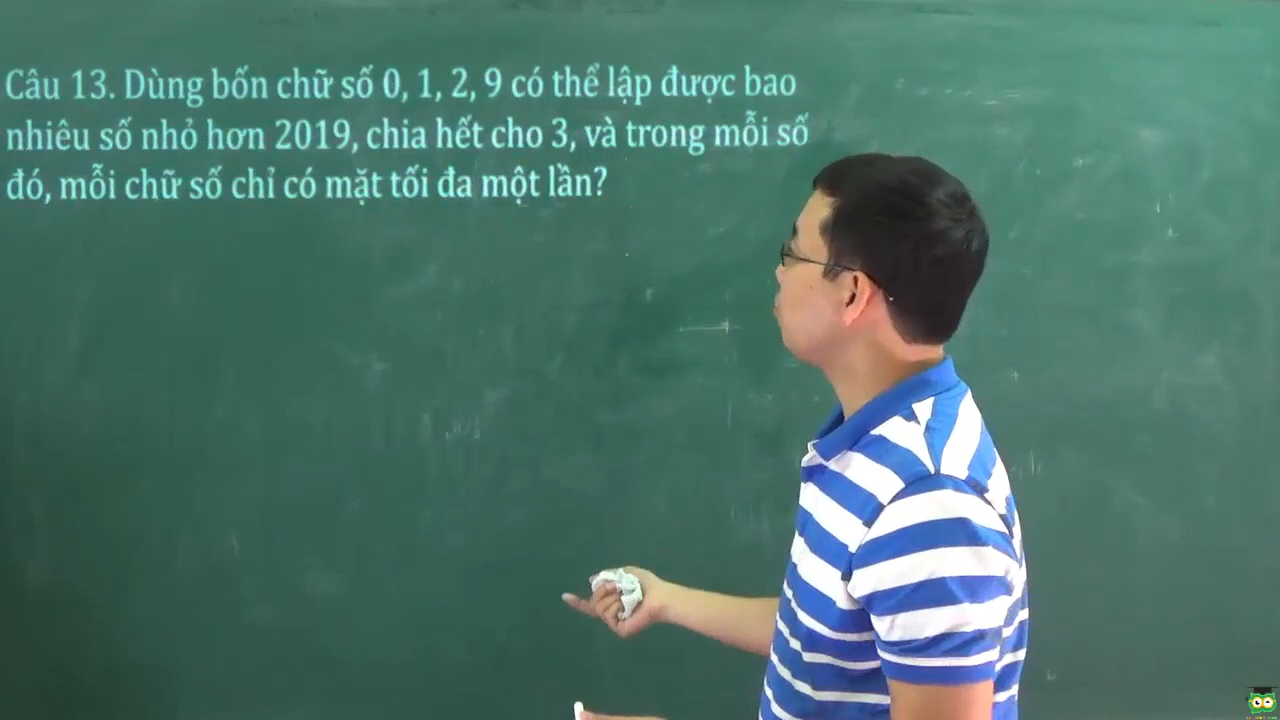 Câu 13. Dùng bốn chữ số 0, 1, 2, 9 có thể lập được bao
nhiêu số nhỏ hơn 2019, chia hết cho 3, và trong mỗi số
đó, mỗi chữ số chỉ có mặt tối đa một lần?